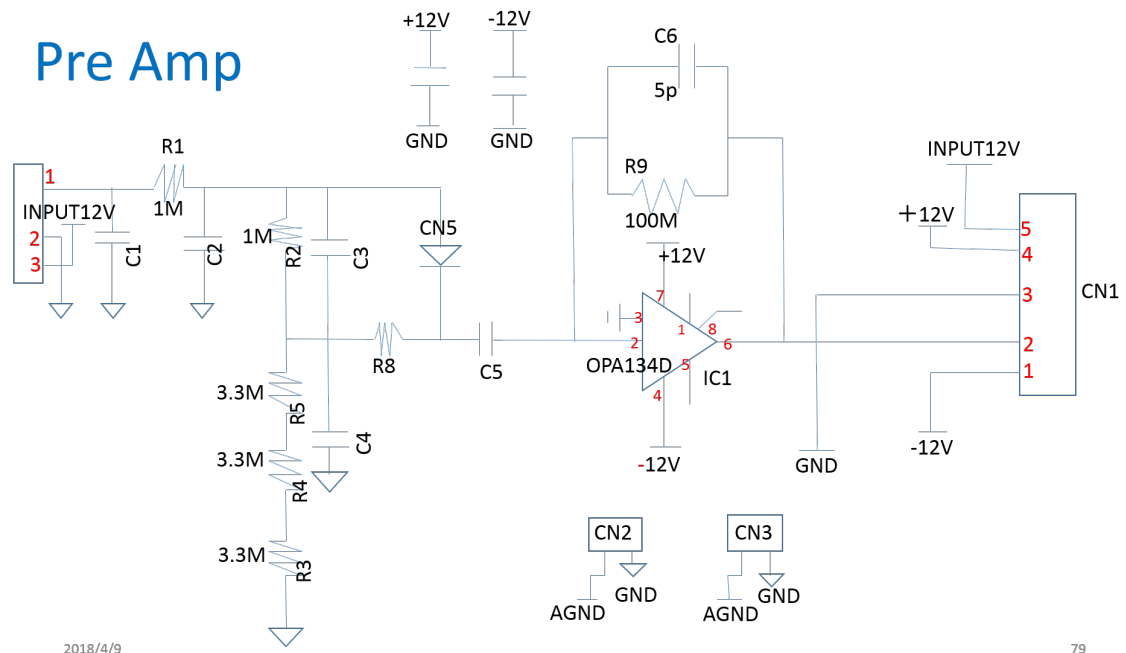 Pre Amp
+12V
-12V
GND
GND
C6
5p
R9
100M
R1
1M
1
INPUT12V
2
3
C1
C2
1M
R2
C3
CN5
R8
C5
3.3M
R5
3.3M
R4
3.3M
R3
C4
+12V
7
3
1
8
2
6
OPA134D
5
IC1
4
-12V
INPUT12V
+12V
5
4
3
CN1
2
1
-12V
GND
CN2
GND
AGND
CN3
GND
AGND
2018/4/9
79